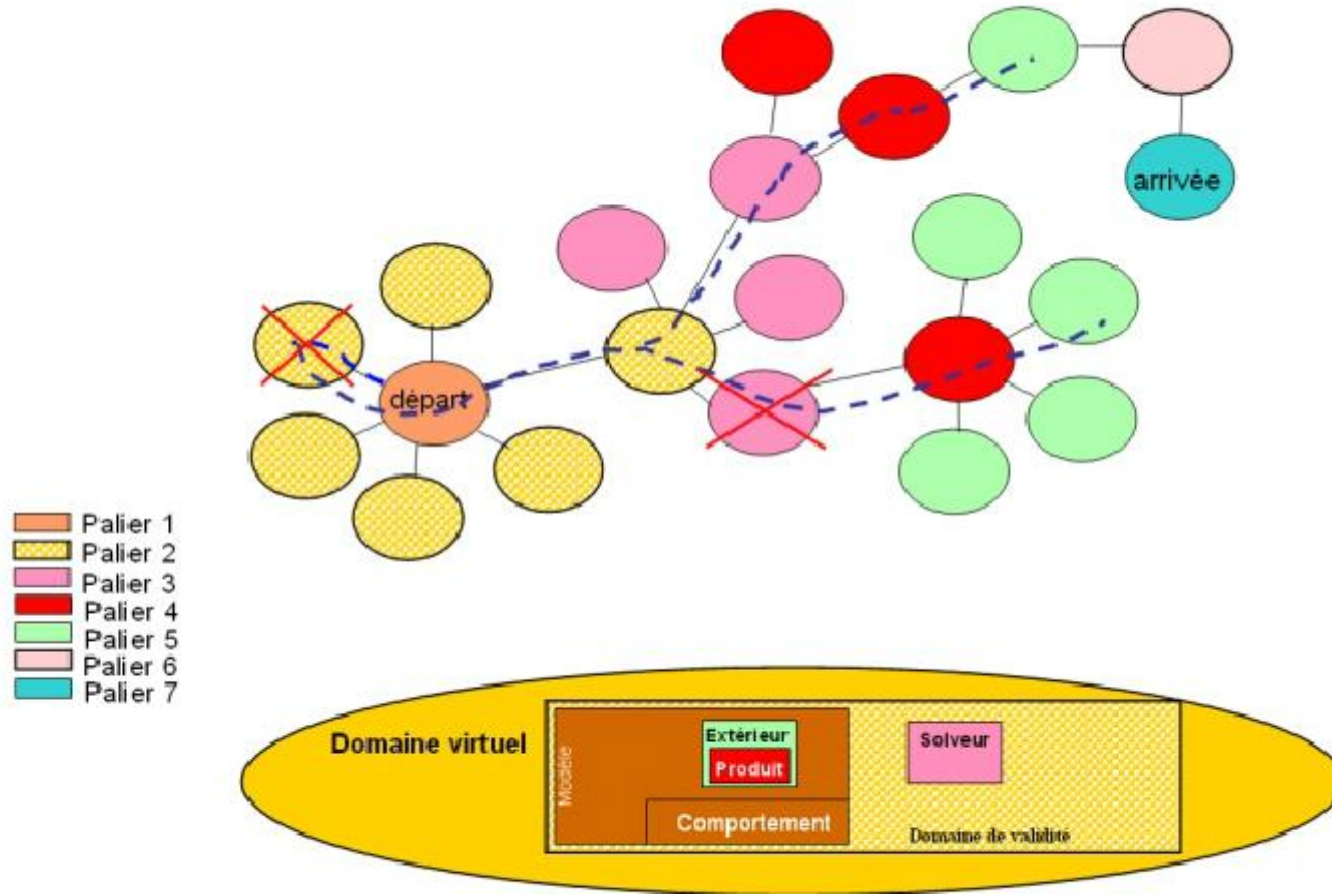 arrivée
départ
Palier 1
Palier 2
Palier 3
Palier 4
Palier 5
Palier 6
Palier 7
Domaine virtuel
Modèle
Extérieur
Produit
Comportement
Solveur
Domaine de validité